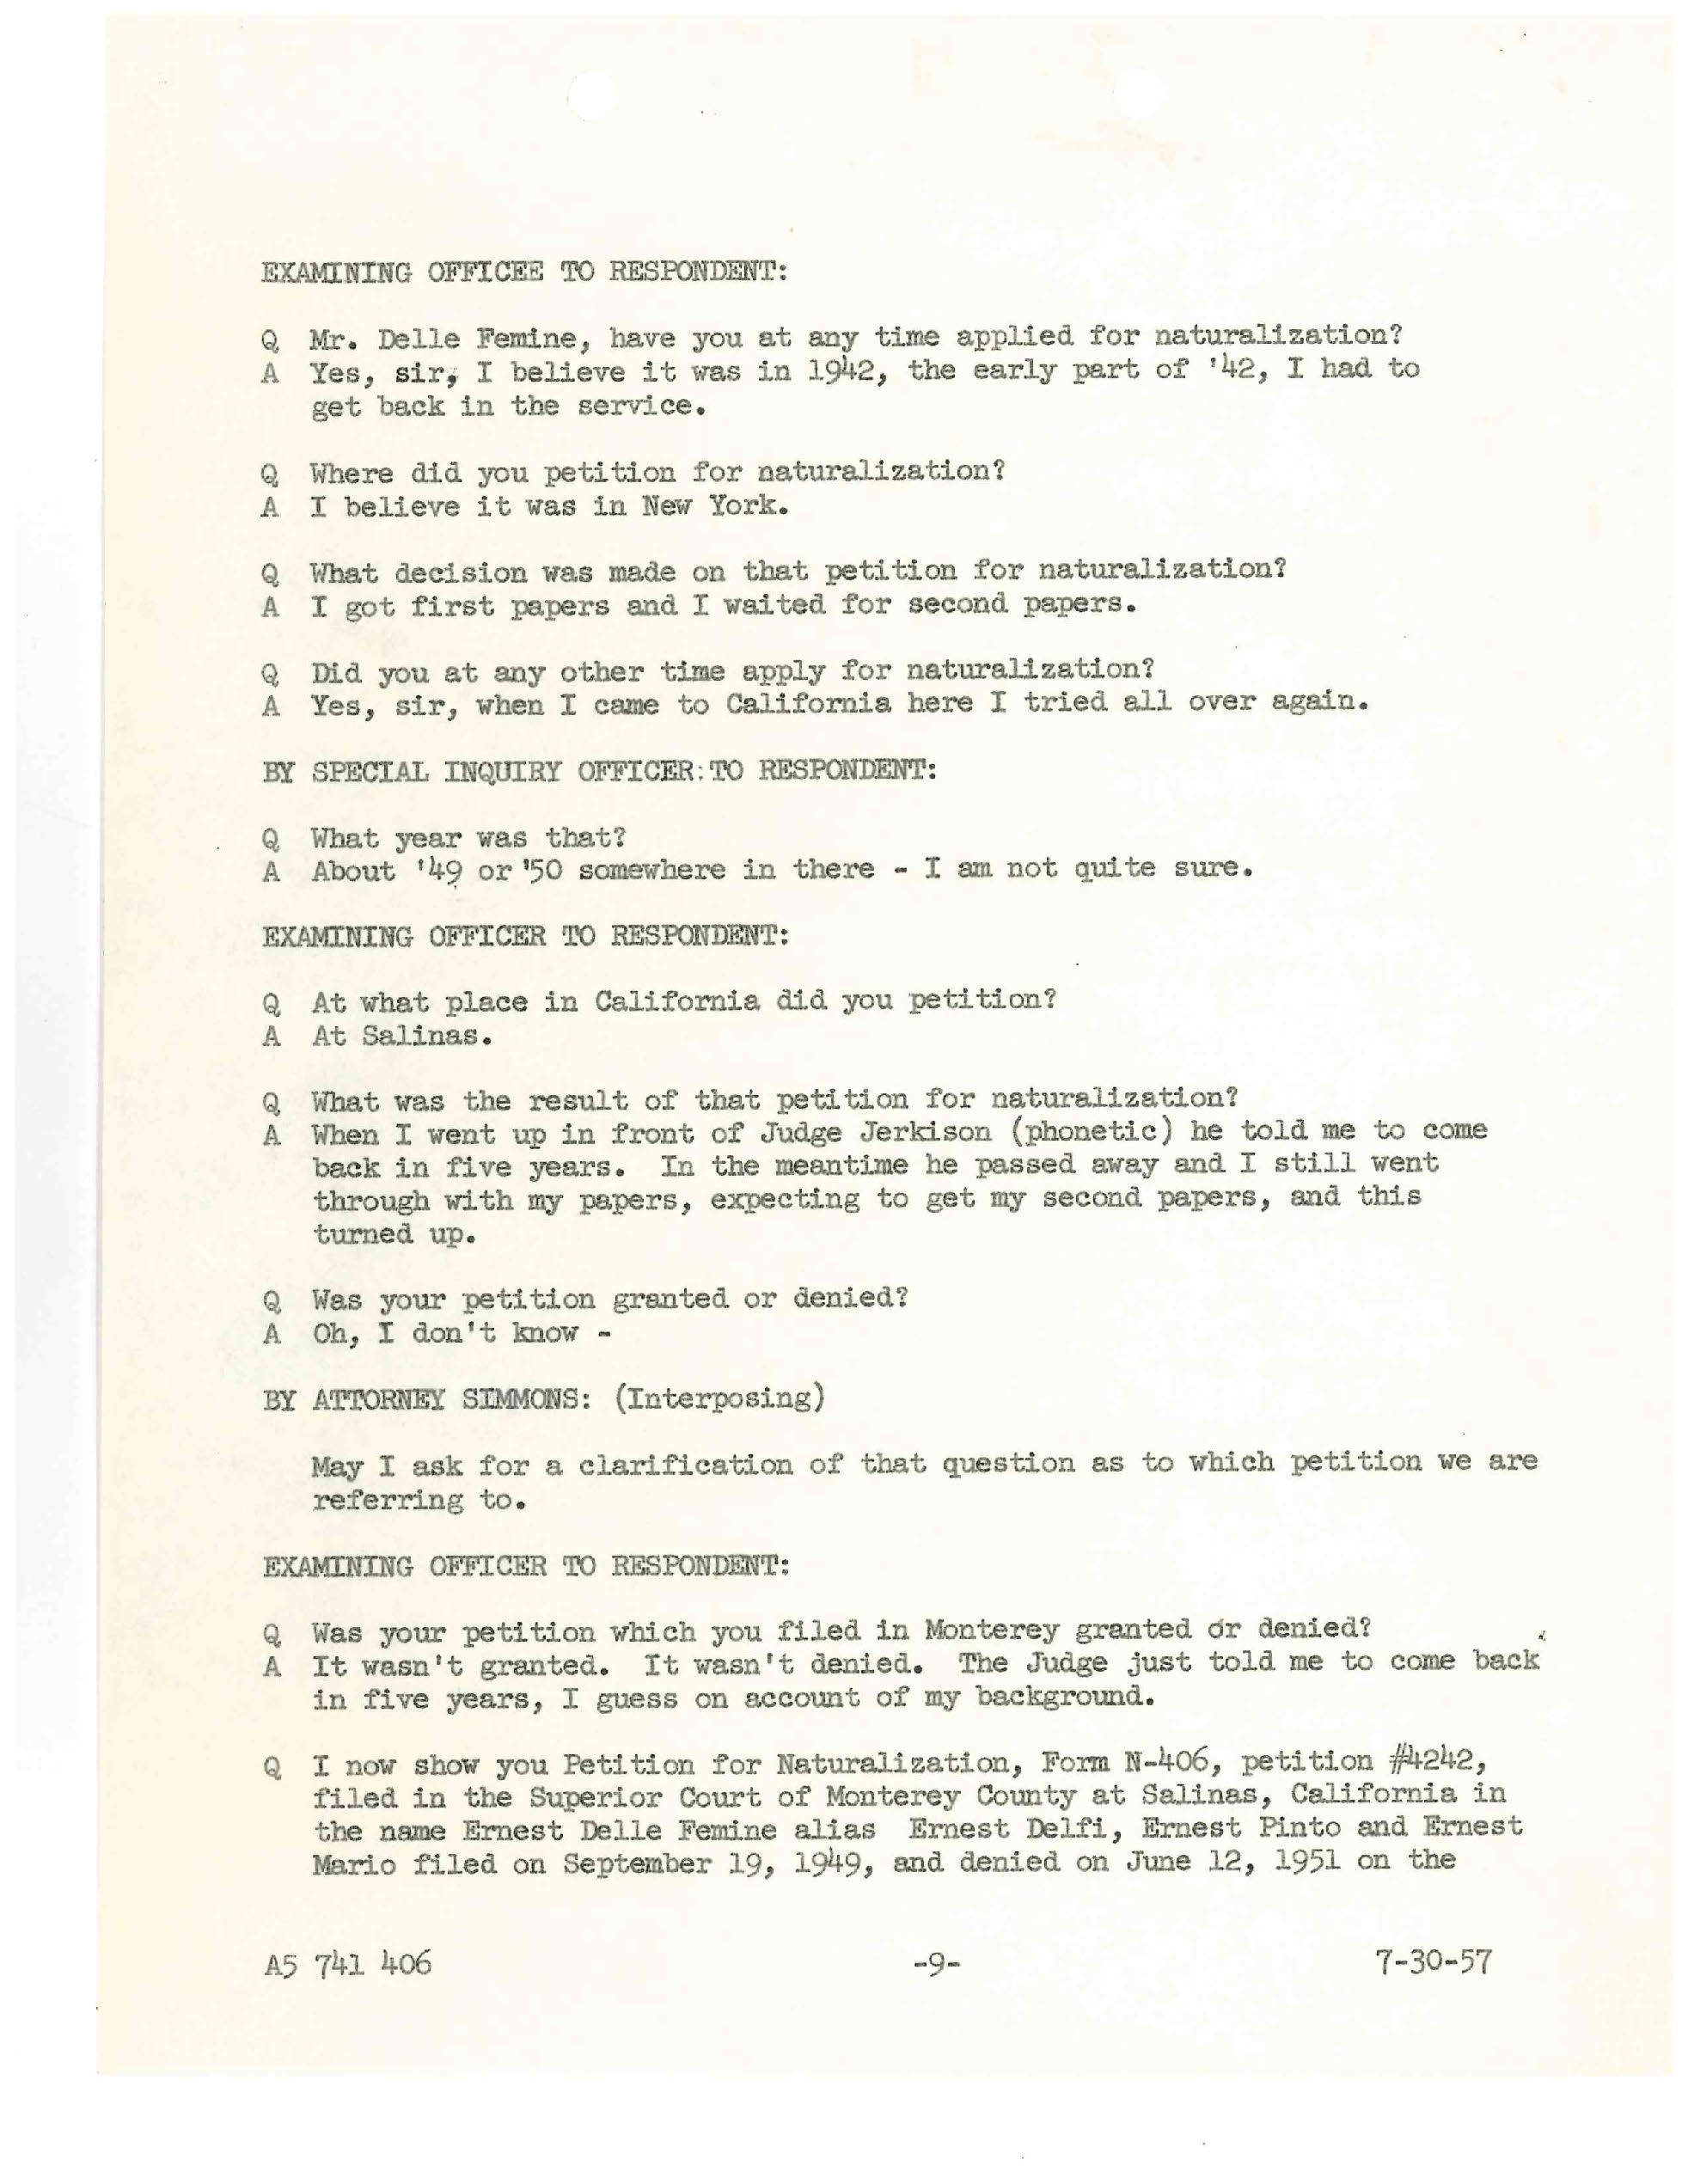 EXAMINING OFFICEE TO RESPONDENT:
Q Mr. Delle Femine, have you at any time applied for naturalization?
A Yes, sir, I believe it was in 1942, the early part of '42, I had to
get back in the service.
Q Where did you petition for naturalization?
A I believe it was in New York.
Q What decision was made on that petition for naturalization?
A I got first papers and I waited for second papers.
Q Did you at any other time apply for naturalization?
A Yes, sir, when I came to California here I tried all over again.
BY SPECIAL INQUIRY OFFICER:TO RESPONDENT:
Q What year was that?
A About '49 or '50 somewhere in there - I am not quite sure.
EXAMINING OFFICER TO RESPONDENT:
Q At what place in California did you petition?
A At Salinas.
Q What was the result of that petition for naturalization?
A When I went up in front of Judge Jerkison (phonetic) he told me to come
back in five years. In the meantime he passed away and I still went
through with my papers, expecting to get my second papers, and this
turned up.
Q Was your petition granted or denied?
A Oh, I don't know -
BY ATTORNEY SIMMONS: (Interposing)
May I ask for a clarification of that question as to which petition we are
referring to.
EXAMINING OFFICER TO RESPONDENT:
Q Was your petition which you filed in Monterey granted or denied?
A It wasn't granted. It wasn't denied. The Judge just told me to come back
in five years, I guess on account of my background.
Q I now show you Petition for Naturalization, Form N-406, petition #4242,
filed in the Superior Court of Monterey County at Salinas, California in
the name Ernest Delle Femine alias Ernest Delfi, Ernest Pinto and Ernest
Mario filed on September 19, 1949, and denied on June 12, 1951 on the
A5 741 406 -9- 7-30-57